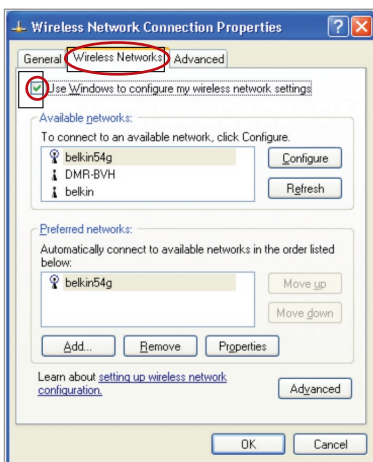 Wireless Network Connection Properties
General Wireless Networks Advanced
Use Windows to configure my wireless network settings
Available networks:
To connect to an available network, click Configure.
belkin54g
Configure
DMR-BVH
belkin
Refresh
Preferred networks:
Automatically connect to available networks in the order listed
below:
belkin54g
Move up
Move down
Add... Remove Properties
Learn about setting up wireless network
configuration.
Advanced
OK Cancel